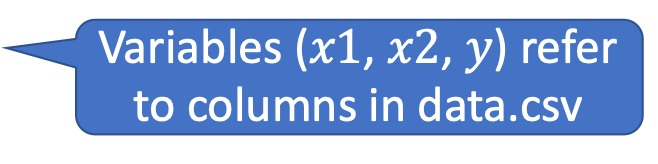 Variables (x1, x2, y) refer
to columns in data.csv